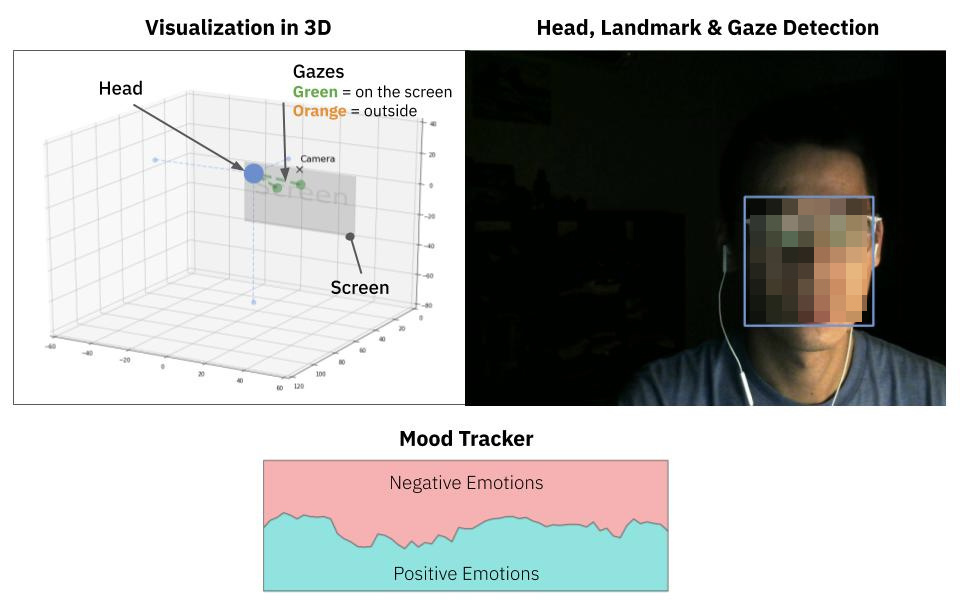 Visualization in 3D
Head, Landmark & Gaze Detection
Head
Gazes
Green = on the screen
Orange = outside
Camera
Screen
Screen
40
20
0
−20
−40
−60
−80
−60
−40
−20
0
20
40
60
120
100
80
60
40
20
0
Mood Tracker
Negative Emotions
Positive Emotions